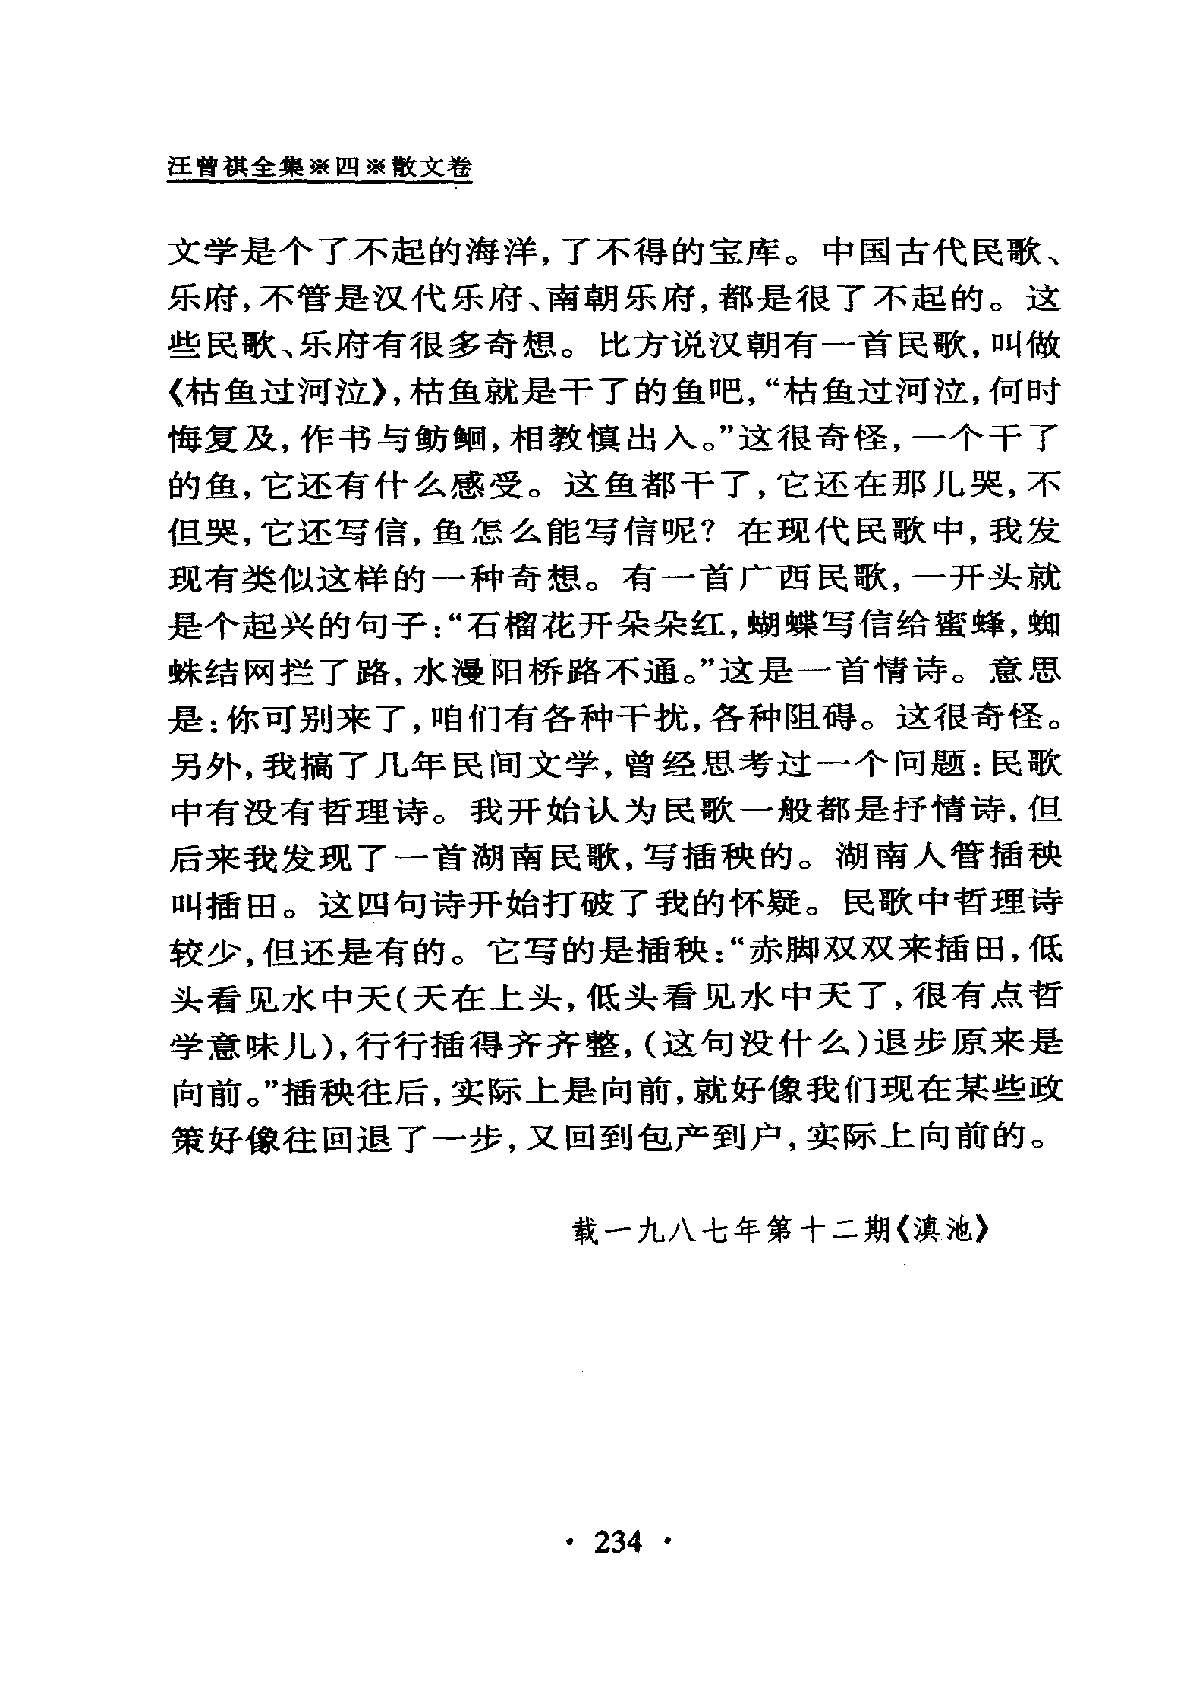 汪曾祺全集※四※散文卷
文学是个了不起的海洋，了不得的宝库。中国古代民歌、
乐府，不管是汉代乐府、南朝乐府，都是很了不起的。这
些民歌、乐府有很多奇想。比方说汉朝有一首民歌，叫做
《枯鱼过河泣》，枯鱼就是干了的鱼吧，“枯鱼过河泣，何时
悔复及，作书与鲂鮰，相教慎出入。”这很奇怪，一个干了
的鱼，它还有什么感受。这鱼都干了，它还在那儿哭，不
但哭，它还写信，鱼怎么能写信呢？在现代民歌中，我发
现有类似这样的一种奇想。有一首广西民歌，一开头就
是个起兴的句子：“石榴花开朵朵红，蝴蝶写信给蜜蜂，蜘
蛛结网拦了路，水漫阳桥路不通。”这是一首情诗。意思
是：你可别来了，咱们有各种干扰，各种阻碍。这很奇怪。
另外，我搞了几年民间文学，曾经思考过一个问题：民歌
中有没有哲理诗。我开始认为民歌一般都是抒情诗，但
后来我发现了一首湖南民歌，写插秧的。湖南人管插秧
叫插田。这四句诗开始打破了我的怀疑。民歌中哲理诗
较少，但还是有的。它写的是插秧：“赤脚双双来插田，低
头看见水中天（天在上头，低头看见水中天了，很有点哲
学意味儿），行行插得齐齐整，（这句没什么）退步原来是
向前。”插秧往后，实际上是向前，就好像我们现在某些政
策好像往回退了一步，又回到包产到户，实际上向前的。
载一九八七年第十二期《滇池》
· 234 ·